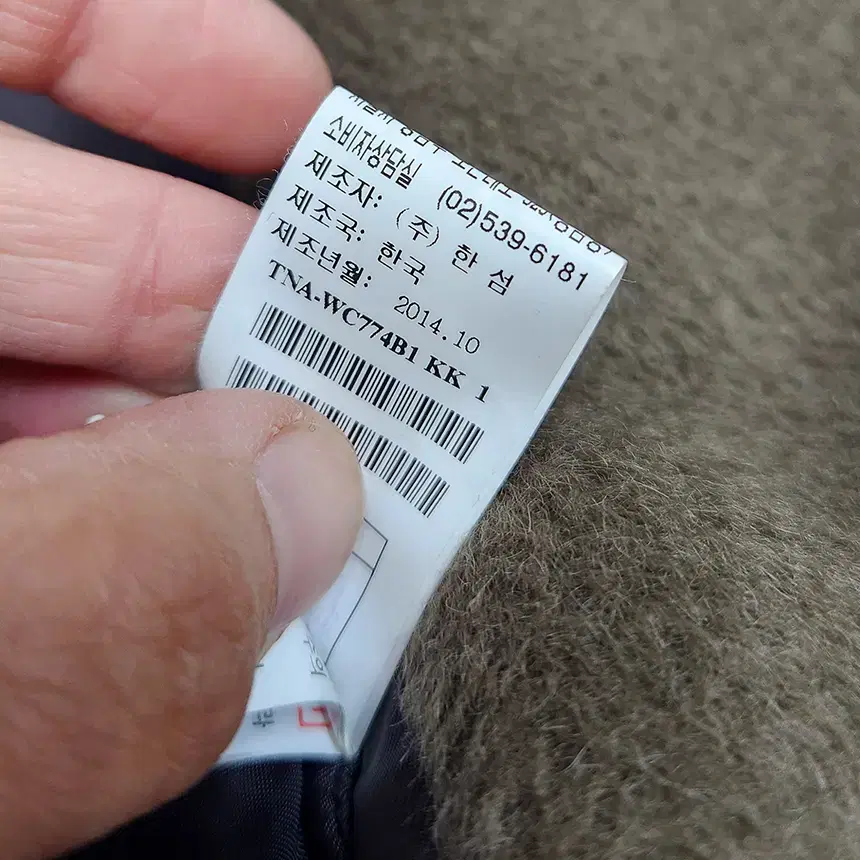 소비자상담실 (02)539-6181
제조자: (주) 한 섬
제조국: 한국
제조년월: 2014.10
TNA-WC774B1 KK 1